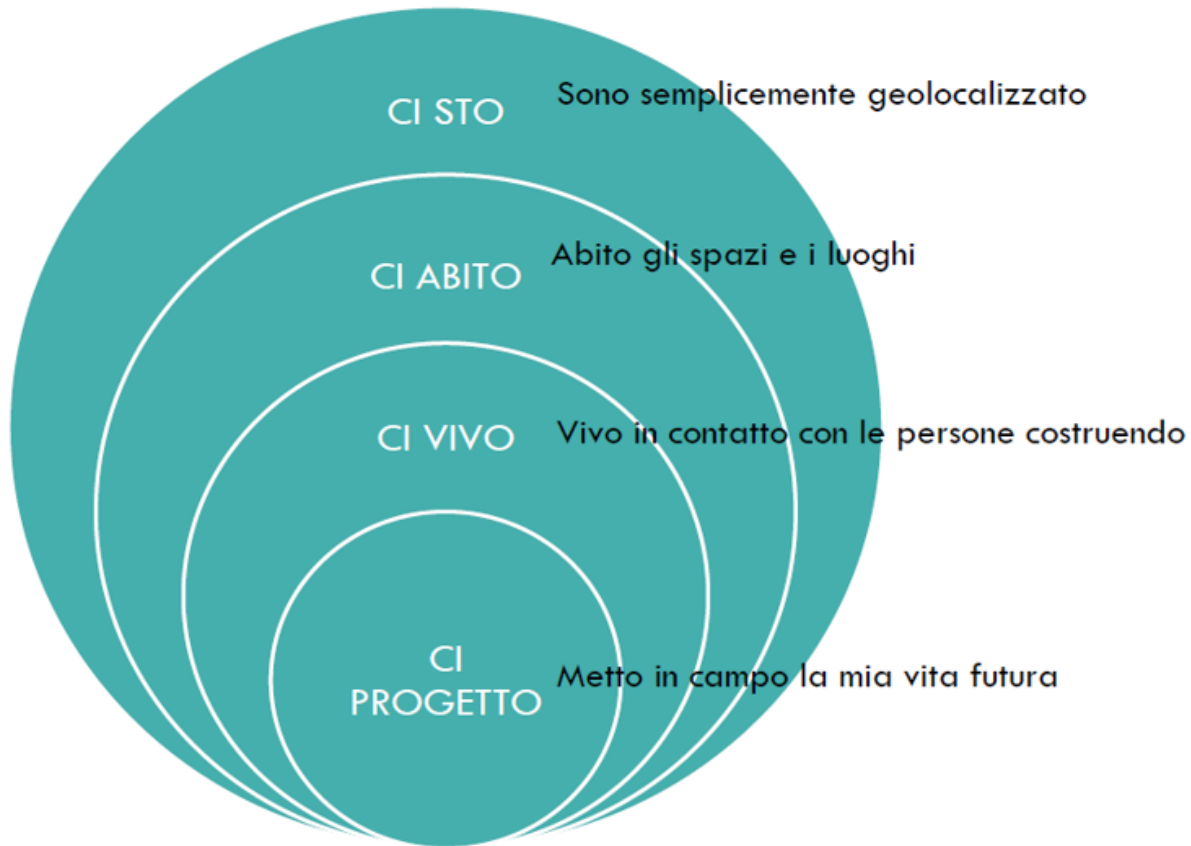 CI STO
Sono semplicemente geolocalizzato
CI ABITO
Abito gli spazi e i luoghi
CI VIVO
Vivo in contatto con le persone costruendo
CI
PROGETTO
Metto in campo la mia vita futura